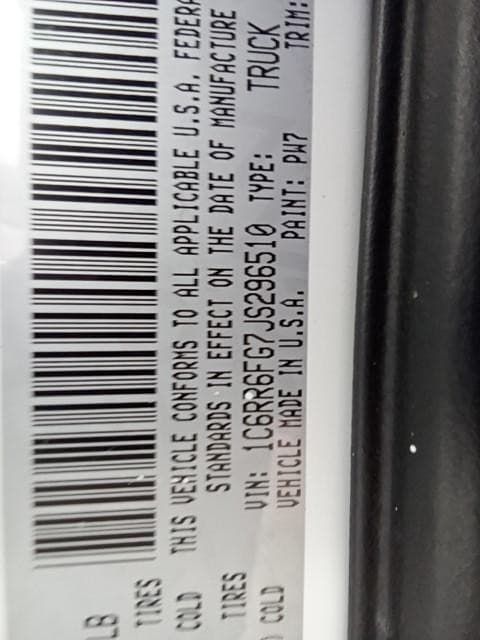 LB
TIRES
COLD
TIRES
COLD
THIS VEHICLE CONFORMS TO ALL APPLICABLE U.S.A. FEDERA
STANDARDS IN EFFECT ON THE DATE OF MANUFACTURE
VIN: 1C6RR6FG7JS296510 TYPE: TRUCK
VEHICLE MADE IN U.S.A. PAINT: PW7 TRIM: